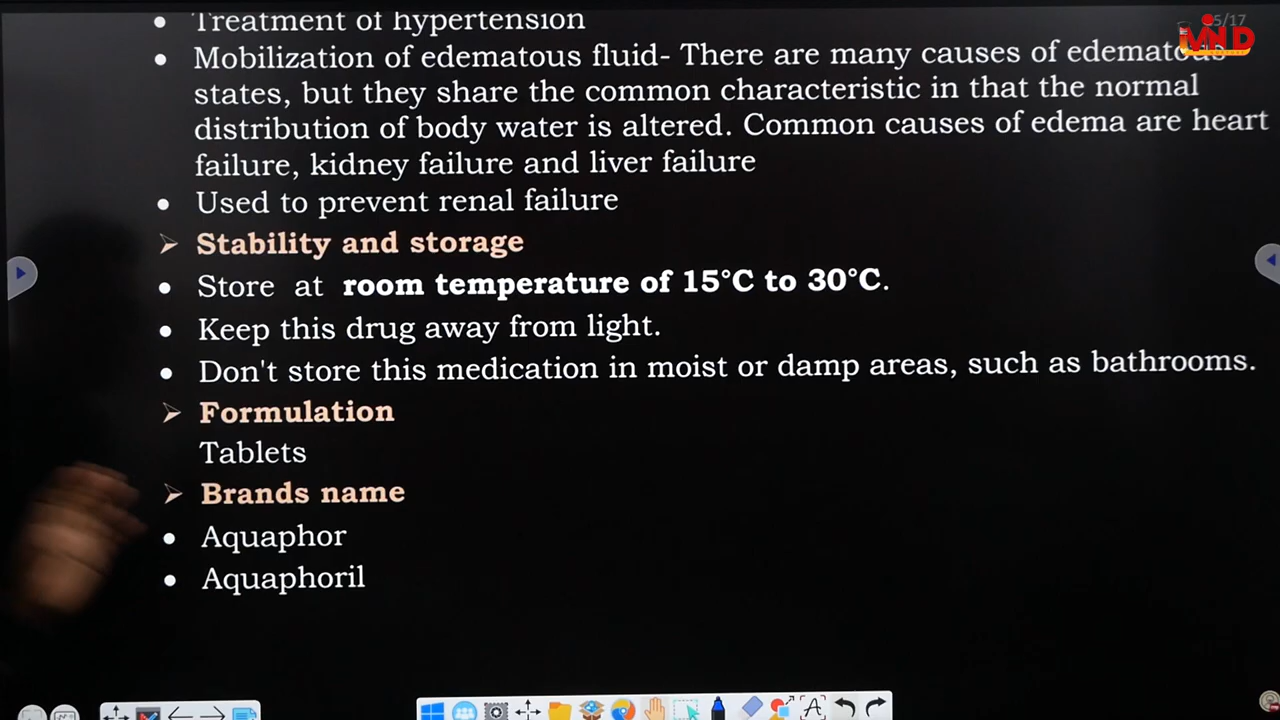 • Treatment of hypertension
• Mobilization of edematous fluid- There are many causes of edematous
states, but they share the common characteristic in that the normal
distribution of body water is altered. Common causes of edema are heart
failure, kidney failure and liver failure
• Used to prevent renal failure
➢ Stability and storage
• Store at room temperature of 15°C to 30°C.
• Keep this drug away from light.
• Don't store this medication in moist or damp areas, such as bathrooms.
➢ Formulation
Tablets
➢ Brands name
• Aquaphor
• Aquaphoril